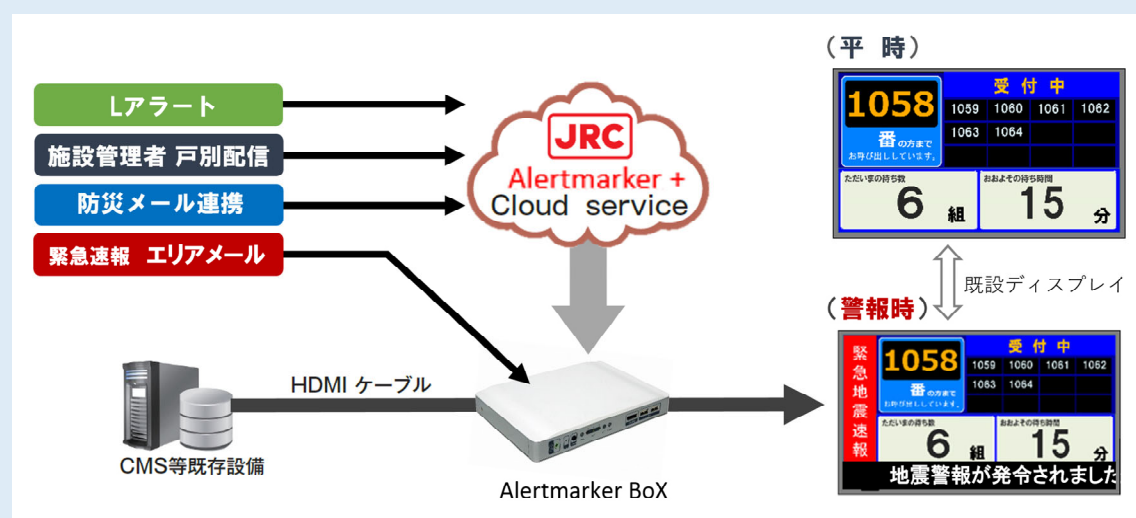 Lアラート
施設管理者 戸別配信
防災メール連携
緊急速報 エリアメール
JRC
Alertmarker +
Cloud service
HDMI ケーブル
CMS等既存設備
Alertmarker BoX
（平 時）
受 付 中
1058
番 の方まで
お呼び出ししています。
1059 1060 1061 1062
1063 1064
ただいまの待ち数
6 組
おおよその待ち時間
15 分
既設ディスプレイ
（警報時）
緊急地震速報
受 付 中
1058
番 の方まで
お呼び出ししています。
1059 1060 1061 1062
1063 1064
ただいまの待ち数
6 組
おおよその待ち時間
15 分
地震警報が発令されました